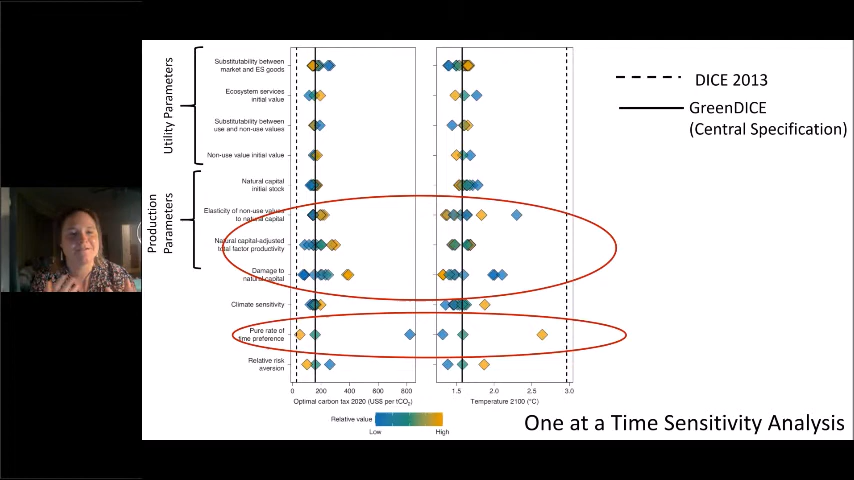 Utility Parameters
Production
Parameters
Substitutability between
market and ES goods
Ecosystem services
initial value
Substitutability between
use and non-use values
Non-use value initial value
Natural capital
initial stock
Elasticity of non-use values
to natural capital
Natural capital-adjusted
total factor productivity
Damage to
natural capital
Climate sensitivity
Pure rate of
time preference
Relative risk
aversion
0 200 400 600 800
Optimal carbon tax 2020 (US$ per tCO2)
1.5 2.0 2.5 3.0
Temperature 2100 (°C)
Relative value
Low High
DICE 2013
GreenDICE
(Central Specification)
One at a Time Sensitivity Analysis